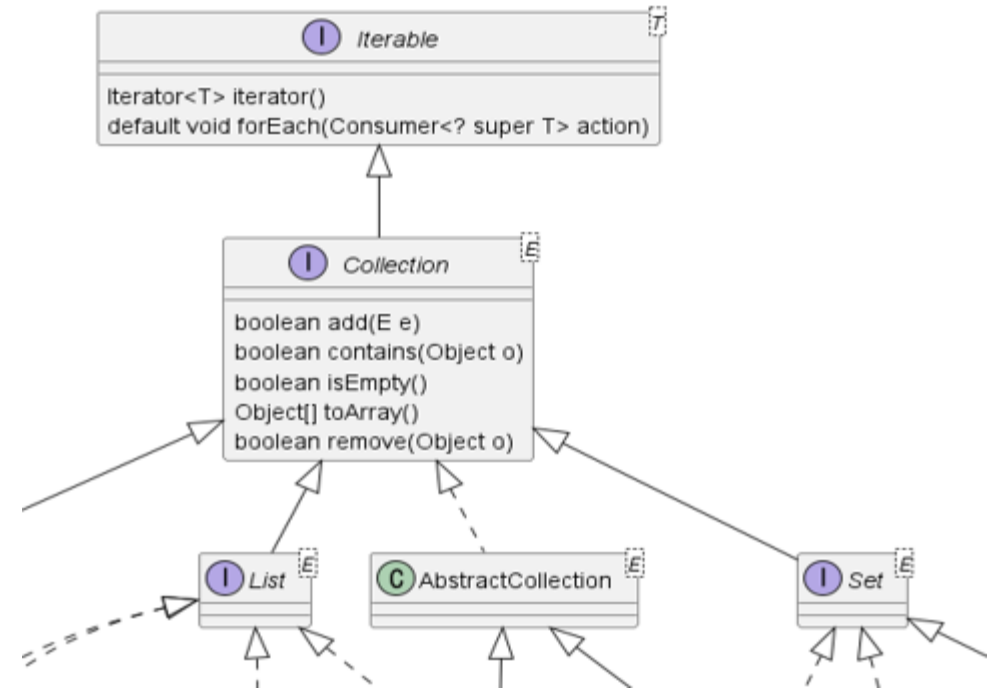 I Iterable T
Iterator<T> iterator()
default void forEach(Consumer<? super T> action)
I Collection E
boolean add(E e)
boolean contains(Object o)
boolean isEmpty()
Object[] toArray()
boolean remove(Object o)
I List E
C AbstractCollection E
I Set E